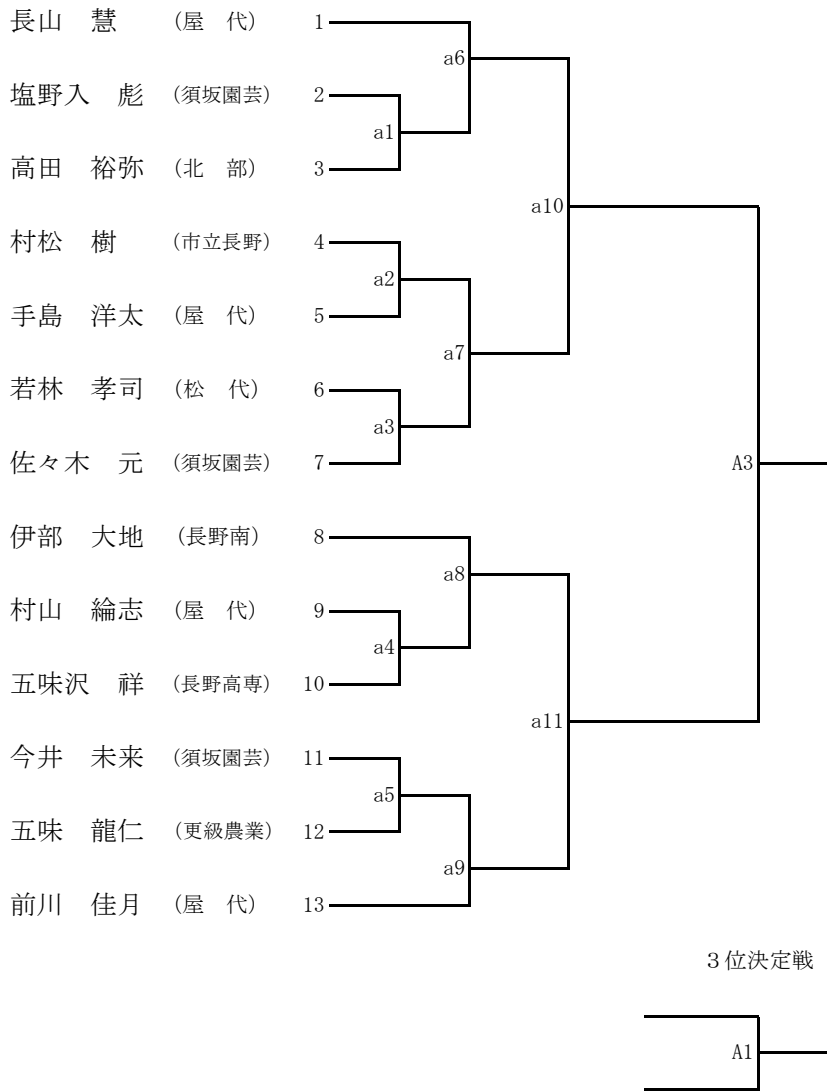 長山　慧　（屋　代）　1
a6
塩野入　彪　（須坂園芸）　2
a1
高田　裕弥　（北　部）　3
a10
村松　樹　（市立長野）　4
a2
手島　洋太　（屋　代）　5
a7
若林　孝司　（松　代）　6
a3
佐々木　元　（須坂園芸）　7
A3
伊部　大地　（長野南）　8
a8
村山　綸志　（屋　代）　9
a4
五味沢　祥　（長野高専）　10
a11
今井　未来　（須坂園芸）　11
a5
五味　龍仁　（更級農業）　12
a9
前川　佳月　（屋　代）　13
３位決定戦
A1